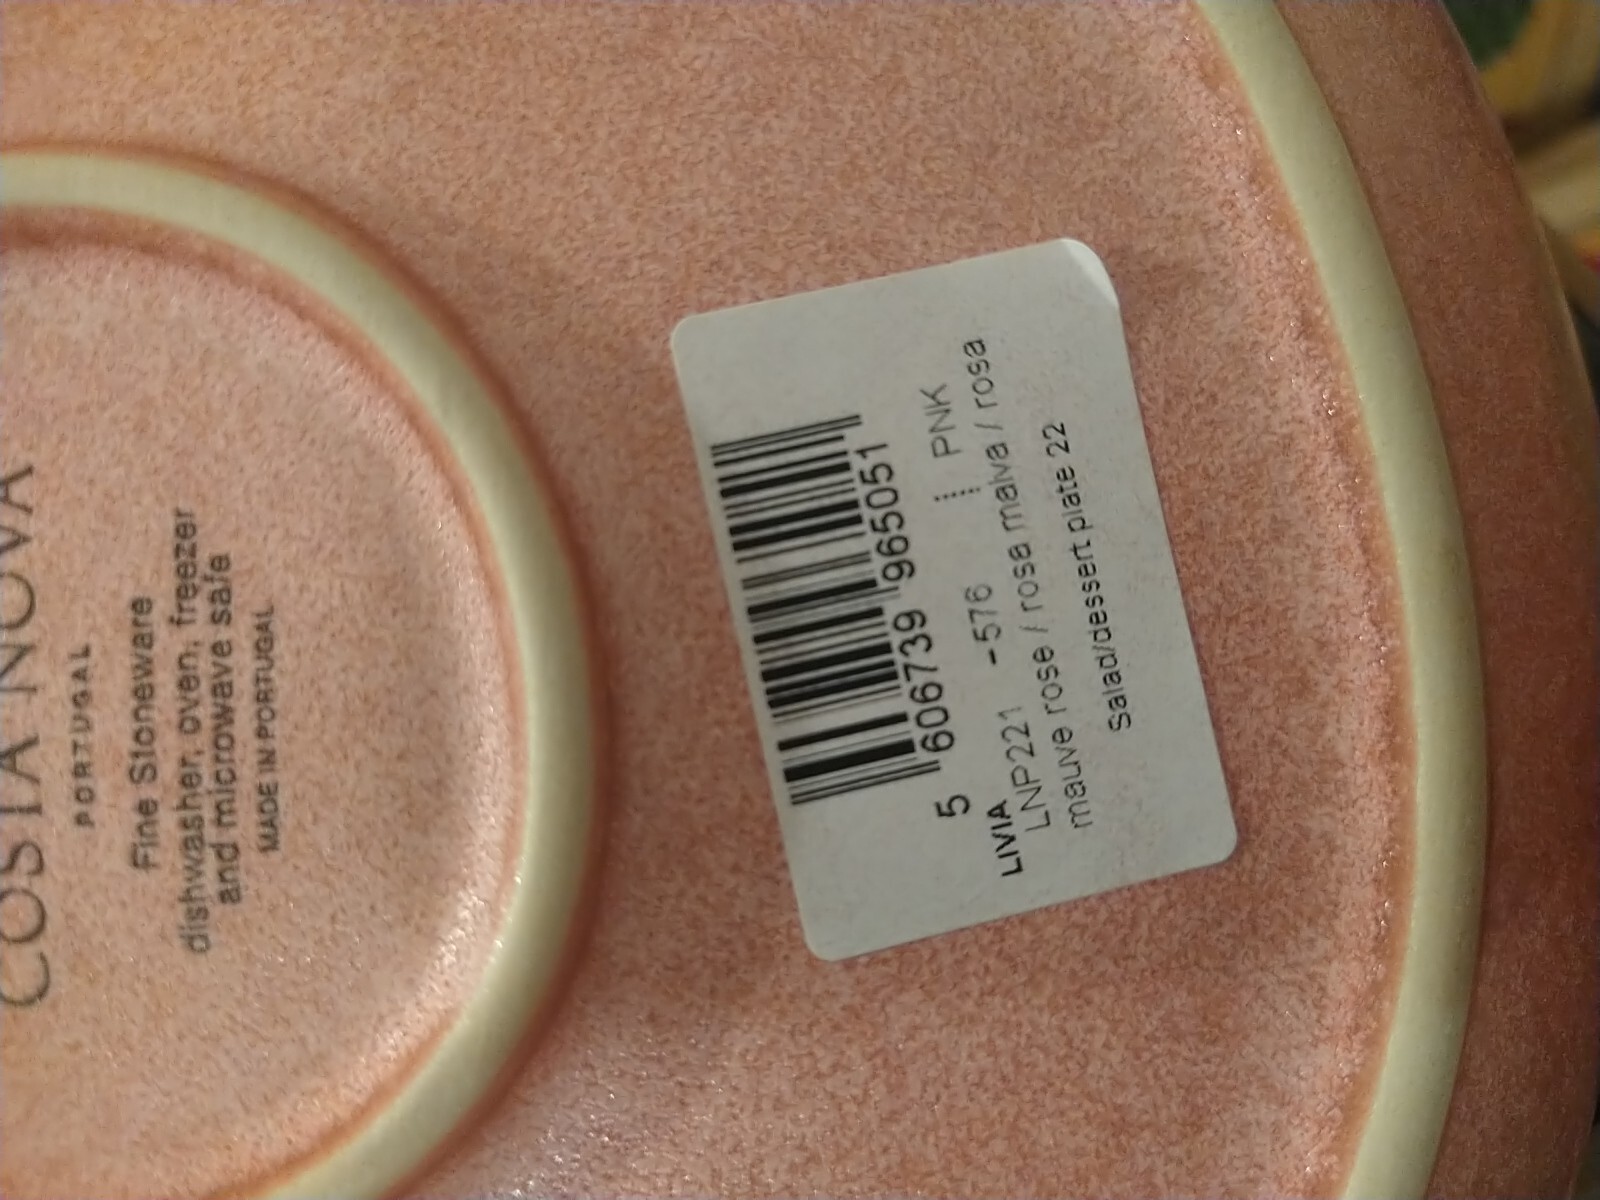 COSTA NOVA
PORTUGAL
Fine Stoneware
dishwasher, oven, freezer
and microwave safe
MADE IN PORTUGAL
5 606739 965051
LIVIA
LNP221 -576 PNK
mauve rose / rosa malva / rosa
Salad/dessert plate 22